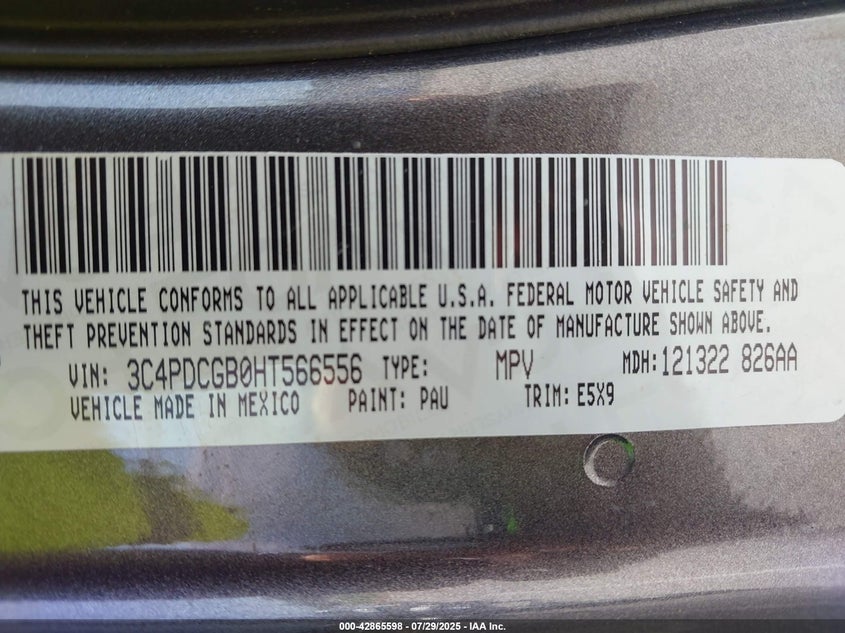 THIS VEHICLE CONFORMS TO ALL APPLICABLE U.S.A. FEDERAL MOTOR VEHICLE SAFETY AND
THEFT PREVENTION STANDARDS IN EFFECT ON THE DATE OF MANUFACTURE SHOWN ABOVE.
VIN: 3C4PDCGB0HT566556 TYPE: MPV MDH:121322 826AA
VEHICLE MADE IN MEXICO PAINT: PAU TRIM: E5X9
000-42865598 - 07/29/2025 - IAA Inc.